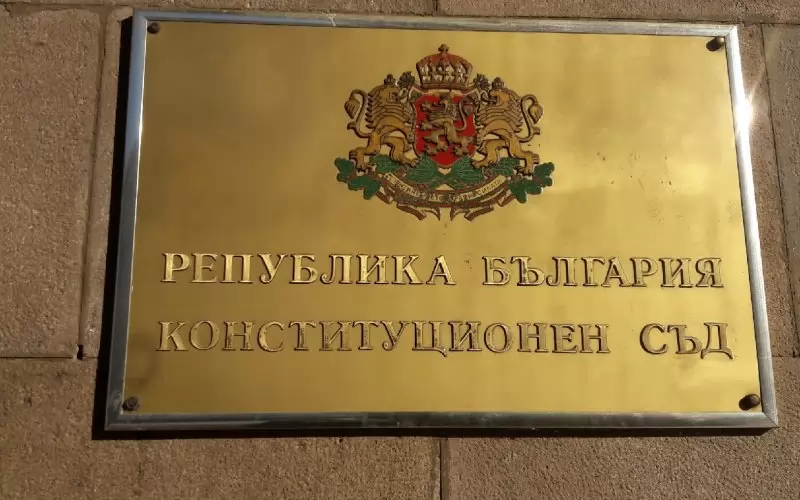 РЕПУБЛИКА БЪЛГАРИЯ
КОНСТИТУЦИОНЕН СЪД